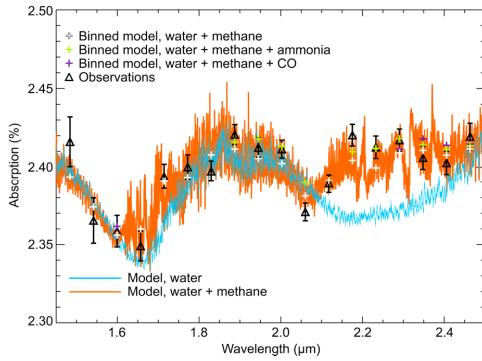 2.50
2.45
2.40
2.35
2.30
Abscrption (%)
Binned model, water + methane
Binned model, water + methane + ammonia
Binned model, water + methane + CO
Observations
Model, water
Model, water + methane
1.6 1.8 2.0 2.2 2.4
Wavelength (μm)